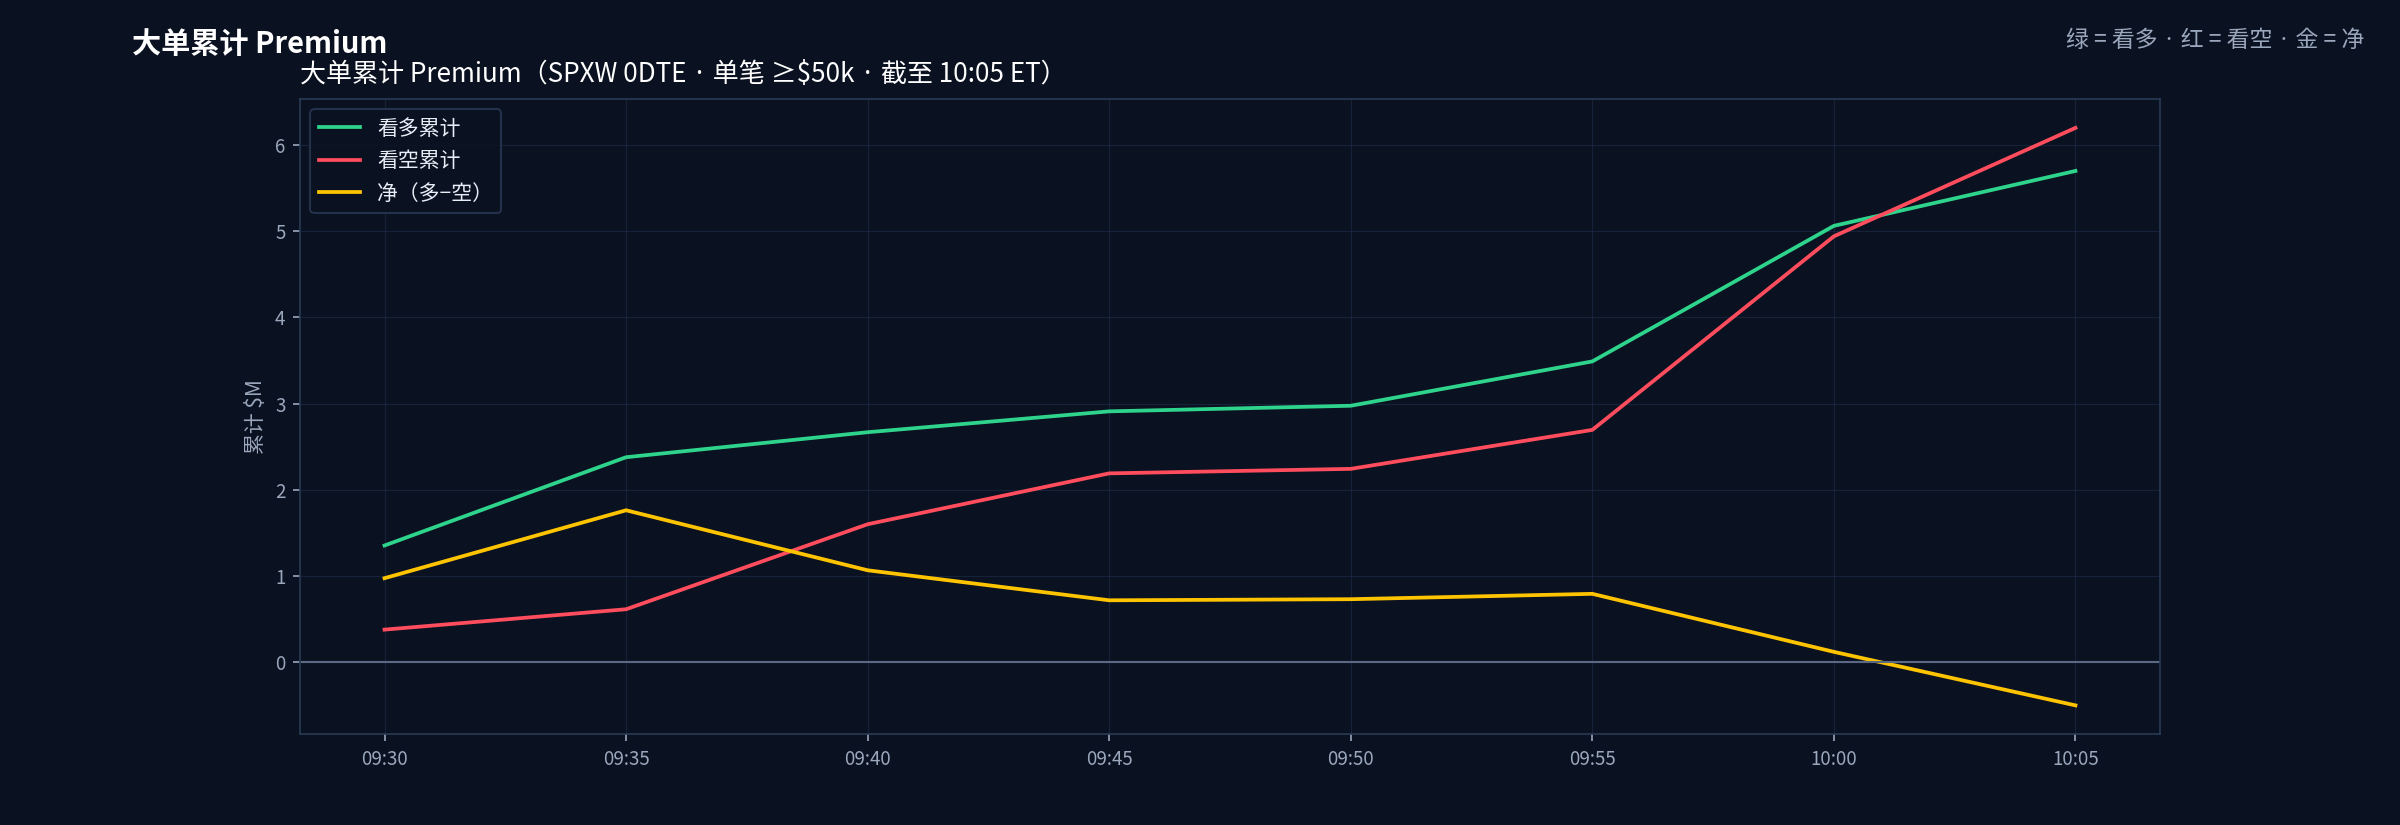 大单累计 Premium
绿 = 看多 · 红 = 看空 · 金 = 净
大单累计 Premium（SPXW 0DTE · 单笔 ≥$50k · 截至 10:05 ET）
看多累计
看空累计
净（多−空）
累计 $M
6
5
4
3
2
1
0
09:30 09:35 09:40 09:45 09:50 09:55 10:00 10:05